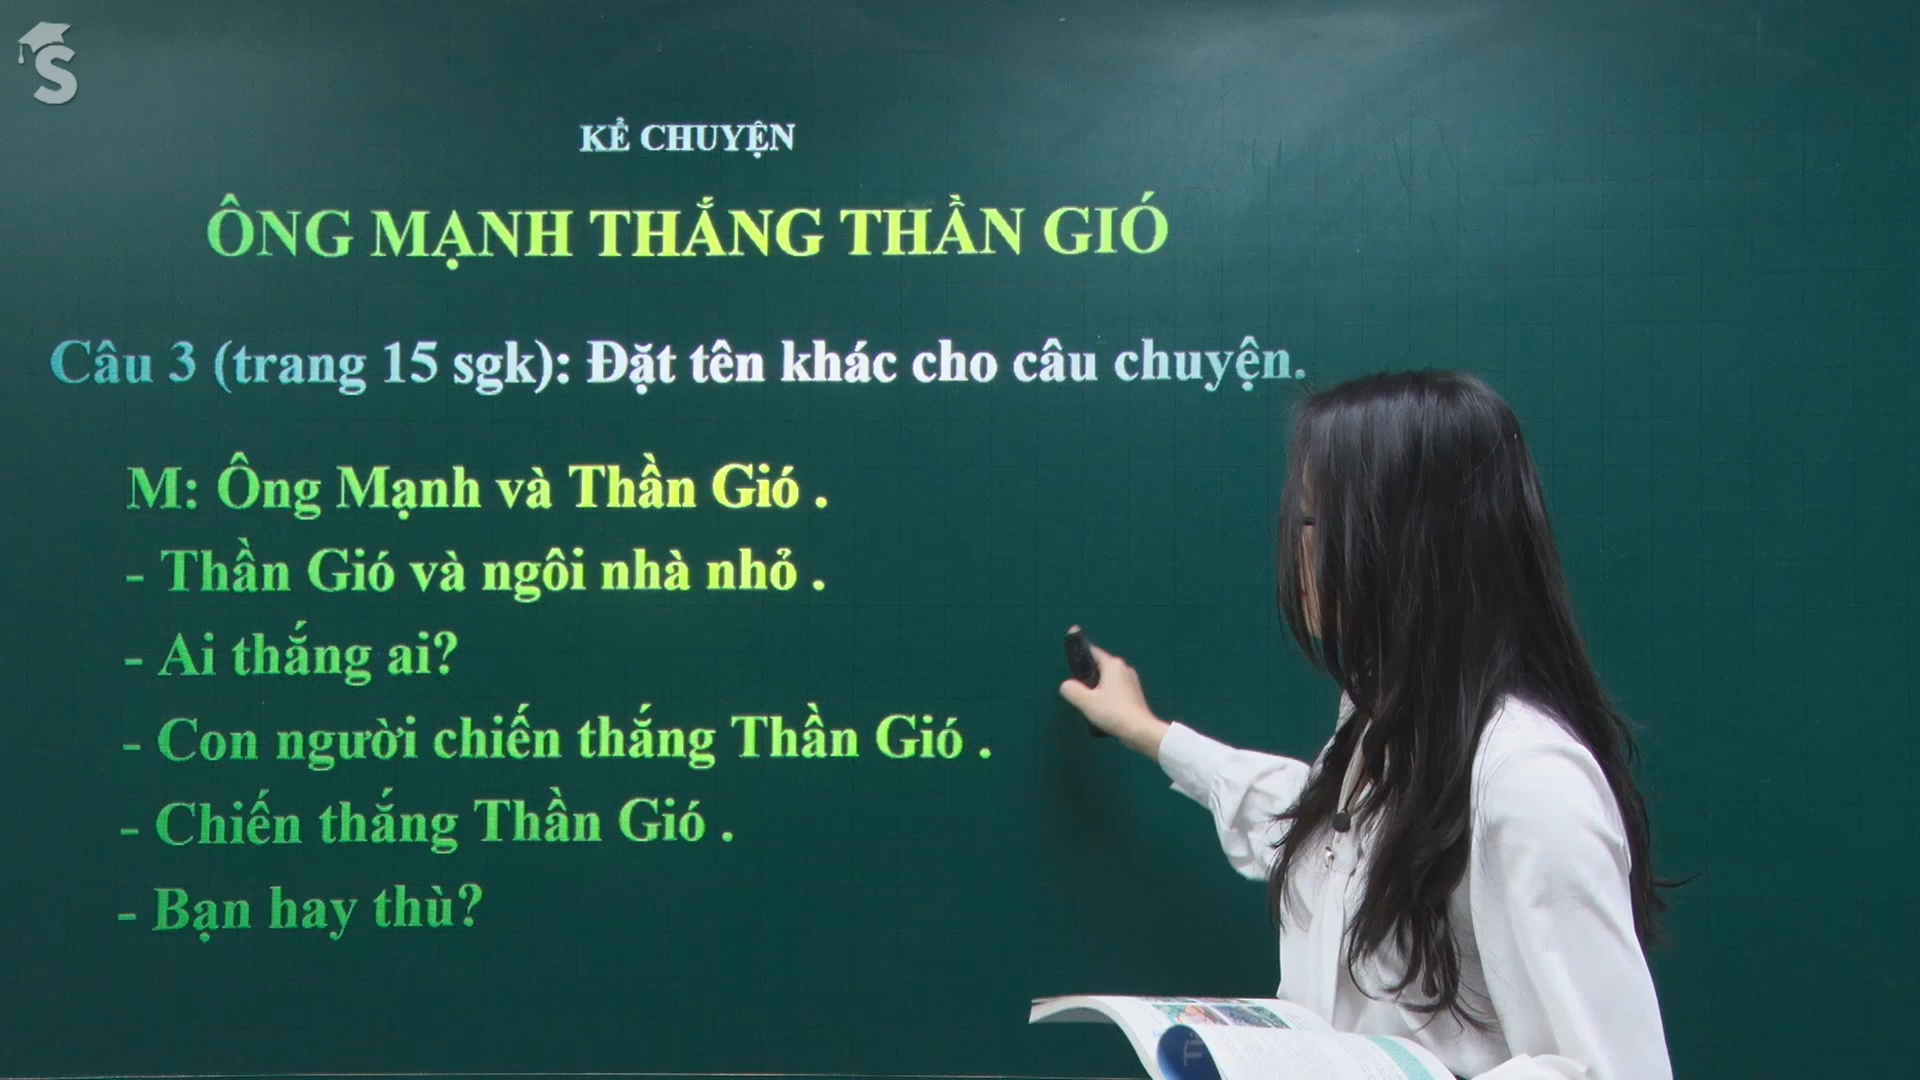 S
KỂ CHUYỆN
ÔNG MẠNH THẮNG THẦN GIÓ
Câu 3 (trang 15 sgk): Đặt tên khác cho câu chuyện.
M: Ông Mạnh và Thần Gió .
- Thần Gió và ngôi nhà nhỏ .
- Ai thắng ai?
- Con người chiến thắng Thần Gió .
- Chiến thắng Thần Gió .
- Bạn hay thù?